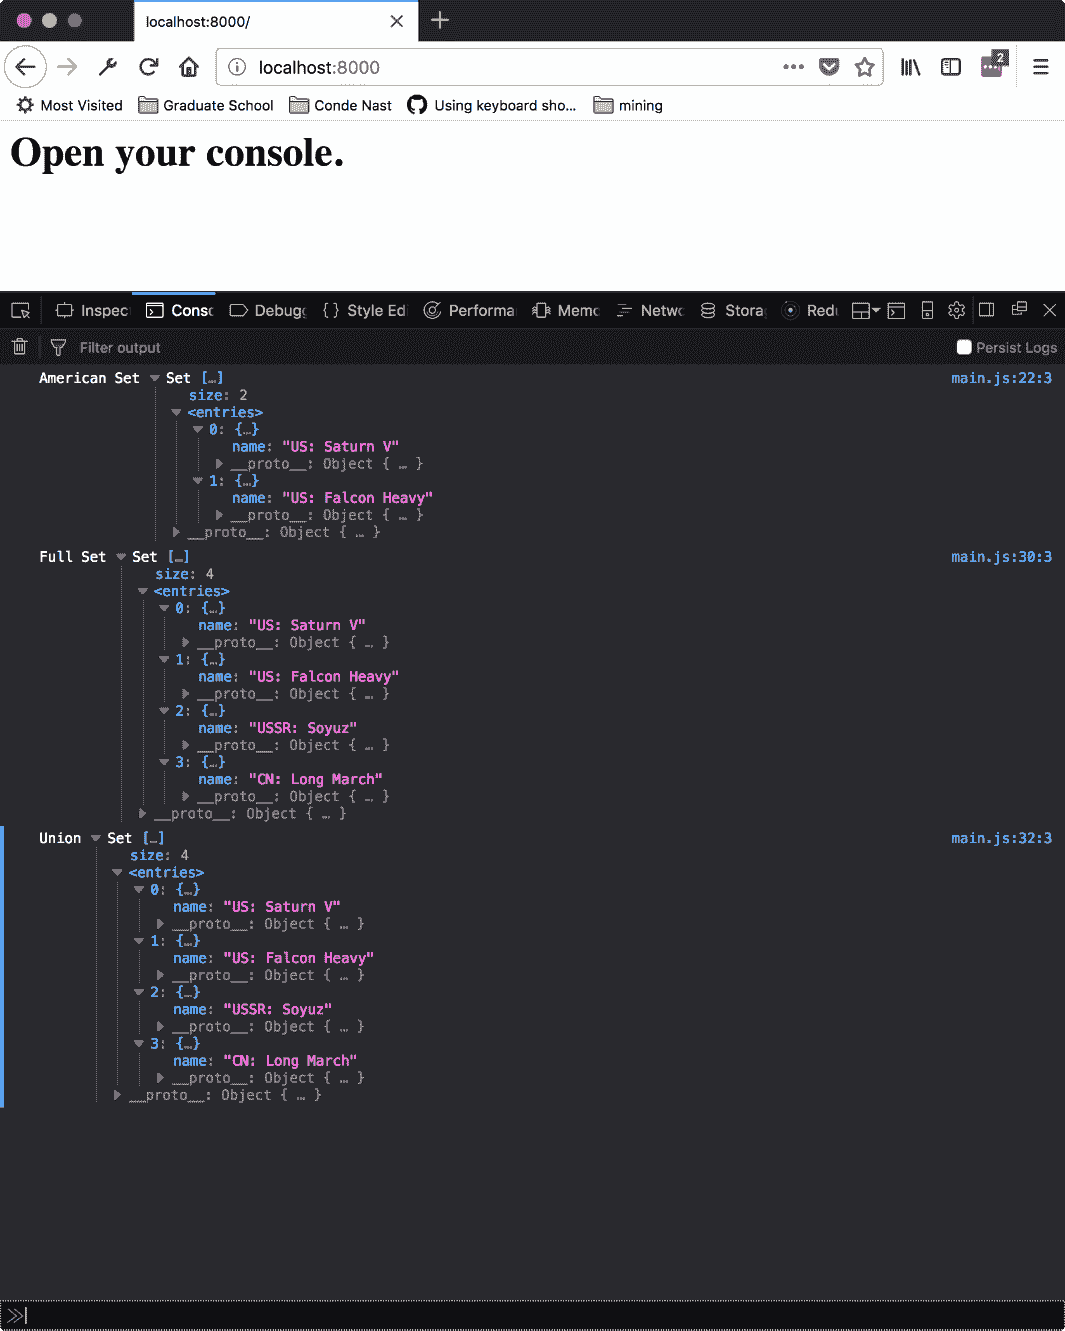 localhost:8000/
localhost:8000
2
Most Visited Graduate School Conde Nast Using keyboard sho... mining
Open your console.
Inspec Conso Debugg Style Edi Performa Memo Netwo Stora Redu
Filter output Persist Logs
American Set Set […] main.js:22:3
size: 2
<entries>
0: {…}
name: "US: Saturn V"
__proto__: Object { … }
1: {…}
name: "US: Falcon Heavy"
__proto__: Object { … }
__proto__: Object { … }
Full Set Set […] main.js:30:3
size: 4
<entries>
0: {…}
name: "US: Saturn V"
__proto__: Object { … }
1: {…}
name: "US: Falcon Heavy"
__proto__: Object { … }
2: {…}
name: "USSR: Soyuz"
__proto__: Object { … }
3: {…}
name: "CN: Long March"
__proto__: Object { … }
__proto__: Object { … }
Union Set […] main.js:32:3
size: 4
<entries>
0: {…}
name: "US: Saturn V"
__proto__: Object { … }
1: {…}
name: "US: Falcon Heavy"
__proto__: Object { … }
2: {…}
name: "USSR: Soyuz"
__proto__: Object { … }
3: {…}
name: "CN: Long March"
__proto__: Object { … }
__proto__: Object { … }